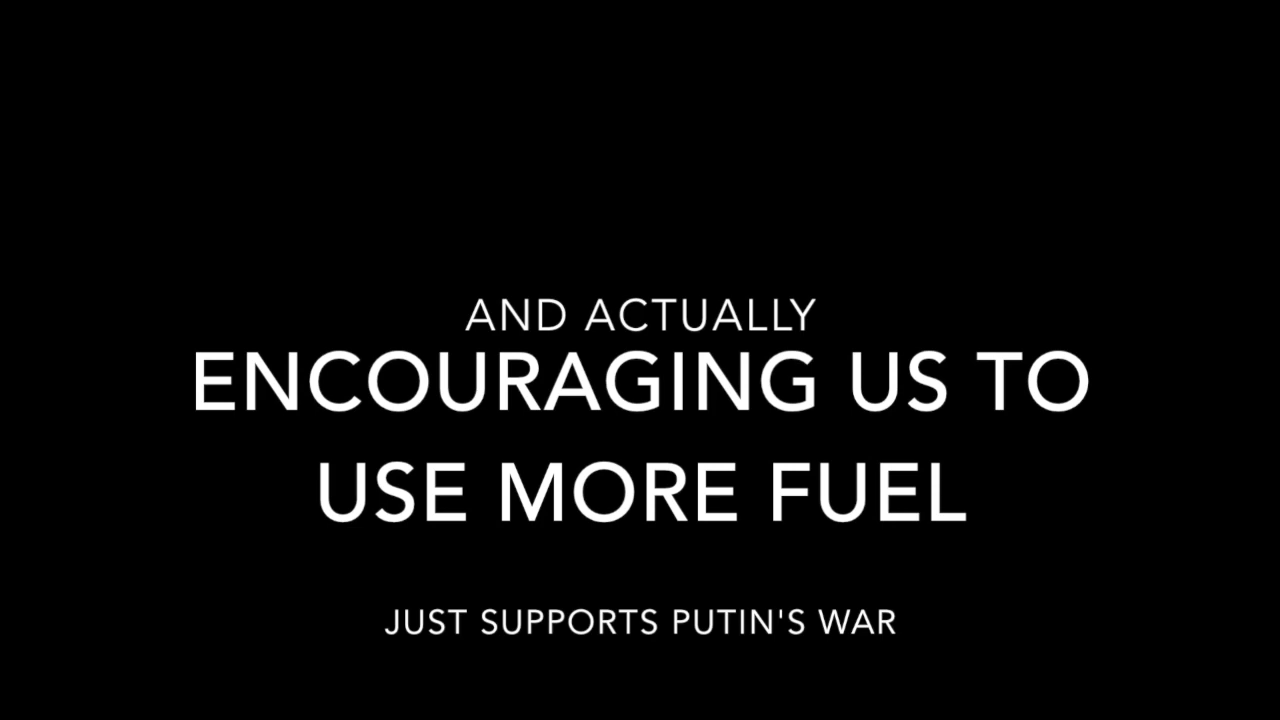 AND ACTUALLY
ENCOURAGING US TO
USE MORE FUEL
JUST SUPPORTS PUTIN'S WAR